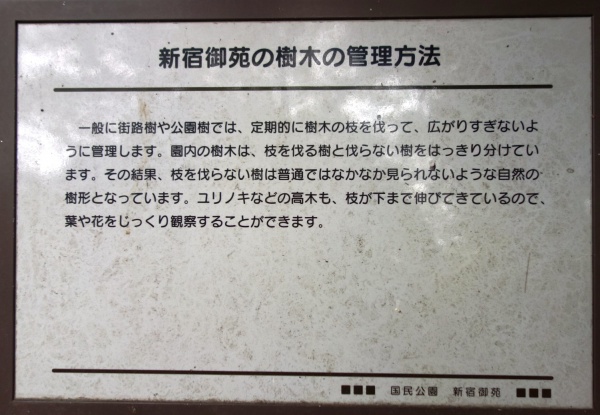 新宿御苑の樹木の管理方法
一般に街路樹や公園樹では、定期的に樹木の枝を伐って、広がりすぎないよ
うに管理します。園内の樹木は、枝を伐る樹と伐らない樹をはっきり分けてい
ます。その結果、枝を伐らない樹は普通ではなかなか見られないような自然の
樹形となっています。ユリノキなどの高木も、枝が下まで伸びてきているので、
葉や花をじっくり観察することができます。
■■■ 国民公園 新宿御苑 ■■■